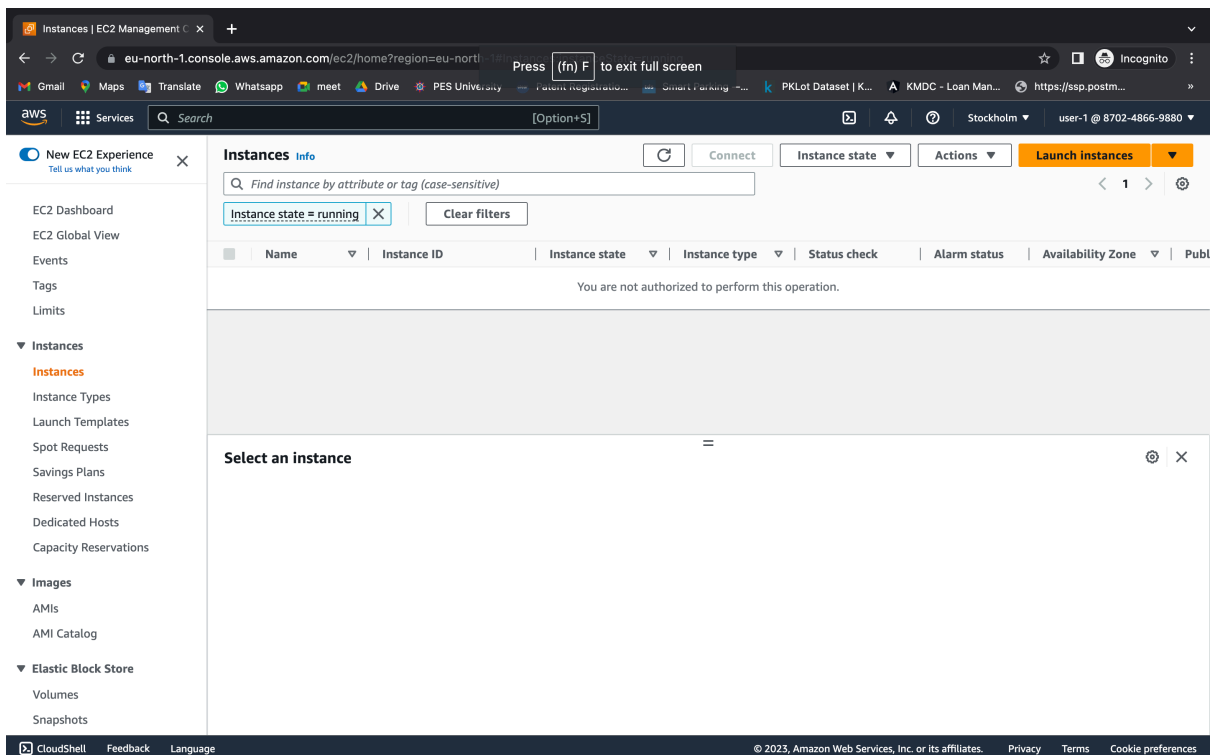 Instances | EC2 Management C
eu-north-1.console.aws.amazon.com/ec2/home?region=eu-north-1#
Press (fn) F to exit full screen
Incognito
Gmail Maps Translate Whatsapp meet Drive PES University Patent Registratio... Smart Parking -... PKLot Dataset | K... KMDC - Loan Man... https://ssp.postm... »
aws Services Search [Option+S] Stockholm user-1 @ 8702-4866-9880
New EC2 Experience
Tell us what you think
EC2 Dashboard
EC2 Global View
Events
Tags
Limits
Instances
Instances
Instance Types
Launch Templates
Spot Requests
Savings Plans
Reserved Instances
Dedicated Hosts
Capacity Reservations
Images
AMIs
AMI Catalog
Elastic Block Store
Volumes
Snapshots
Instances Info Connect Instance state Actions Launch instances
Find instance by attribute or tag (case-sensitive) 1
Instance state = running Clear filters
Name Instance ID Instance state Instance type Status check Alarm status Availability Zone Publ
You are not authorized to perform this operation.
Select an instance
CloudShell Feedback Language © 2023, Amazon Web Services, Inc. or its affiliates. Privacy Terms Cookie preferences